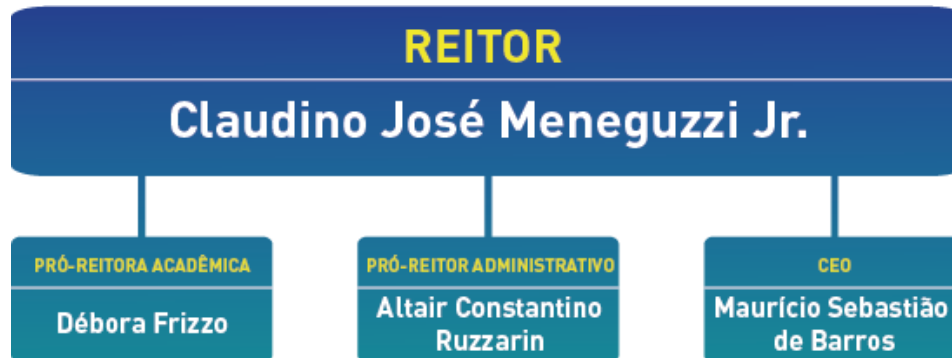 REITOR
Claudino José Meneguzzi Jr.
PRÓ-REITORA ACADÊMICA
Débora Frizzo
PRÓ-REITOR ADMINISTRATIVO
Altair Constantino
Ruzzarin
CEO
Maurício Sebastião
de Barros